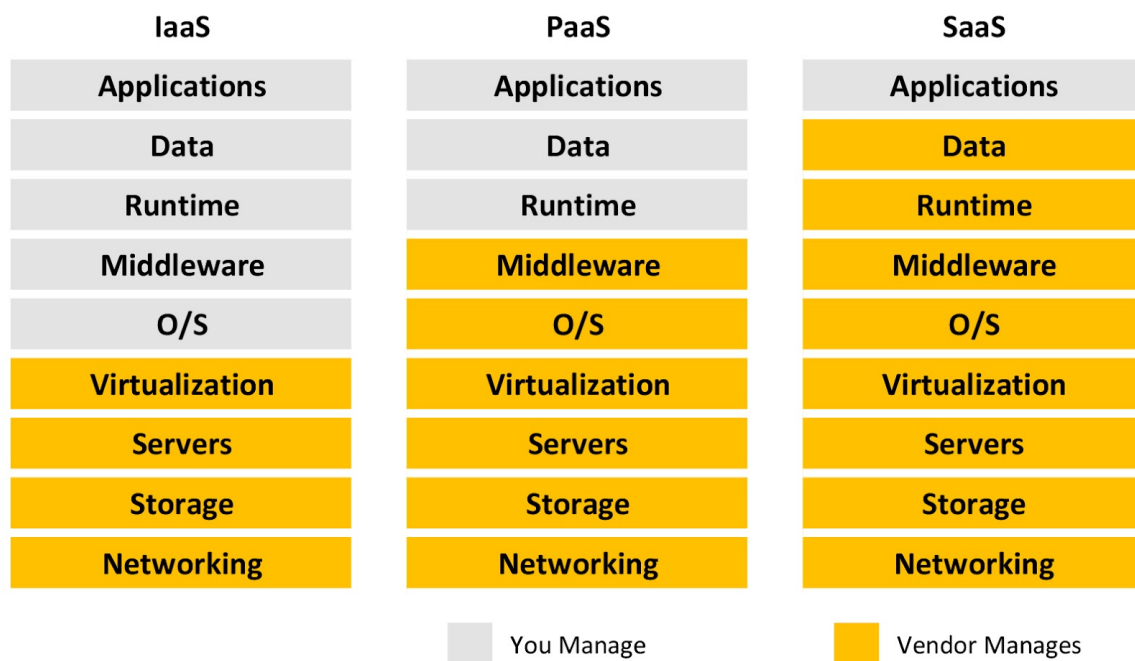 IaaS PaaS SaaS
Applications Applications Applications
Data Data Data
Runtime Runtime Runtime
Middleware Middleware Middleware
O/S O/S O/S
Virtualization Virtualization Virtualization
Servers Servers Servers
Storage Storage Storage
Networking Networking Networking
You Manage Vendor Manages